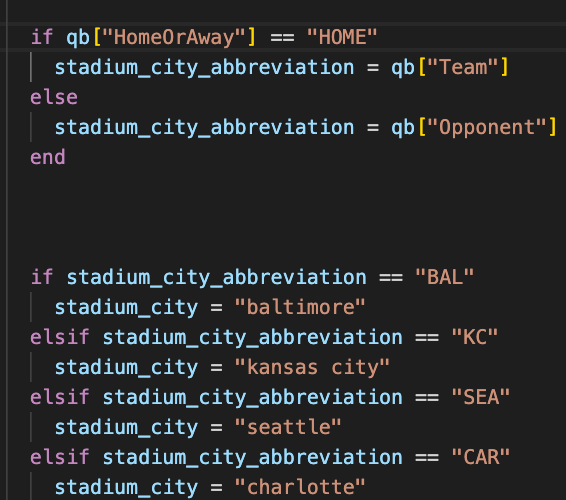 if qb["HomeOrAway"] == "HOME"
stadium_city_abbreviation = qb["Team"]
else
stadium_city_abbreviation = qb["Opponent"]
end
if stadium_city_abbreviation == "BAL"
stadium_city = "baltimore"
elsif stadium_city_abbreviation == "KC"
stadium_city = "kansas city"
elsif stadium_city_abbreviation == "SEA"
stadium_city = "seattle"
elsif stadium_city_abbreviation == "CAR"
stadium_city = "charlotte"